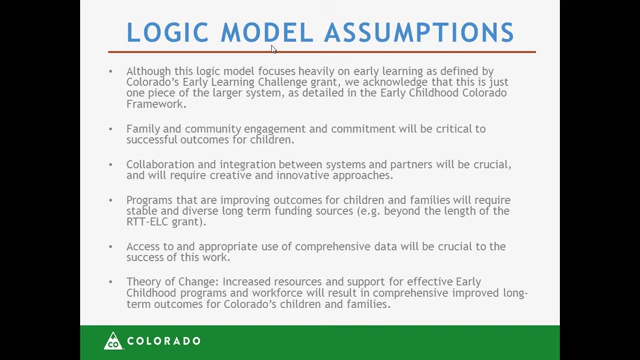 LOGIC MODEL ASSUMPTIONS
• Although this logic model focuses heavily on early learning as defined by
Colorado's Early Learning Challenge grant, we acknowledge that this is just
one piece of the larger system, as detailed in the Early Childhood Colorado
Framework.
• Family and community engagement and commitment will be critical to
successful outcomes for children.
• Collaboration and integration between systems and partners will be crucial,
and will require creative and innovative approaches.
• Programs that are improving outcomes for children and families will require
stable and diverse long term funding sources (e.g. beyond the length of the
RTT-ELC grant).
• Access to and appropriate use of comprehensive data will be crucial to the
success of this work.
• Theory of Change: Increased resources and support for effective Early
Childhood programs and workforce will result in comprehensive improved long-
term outcomes for Colorado's children and families.
CO COLORADO